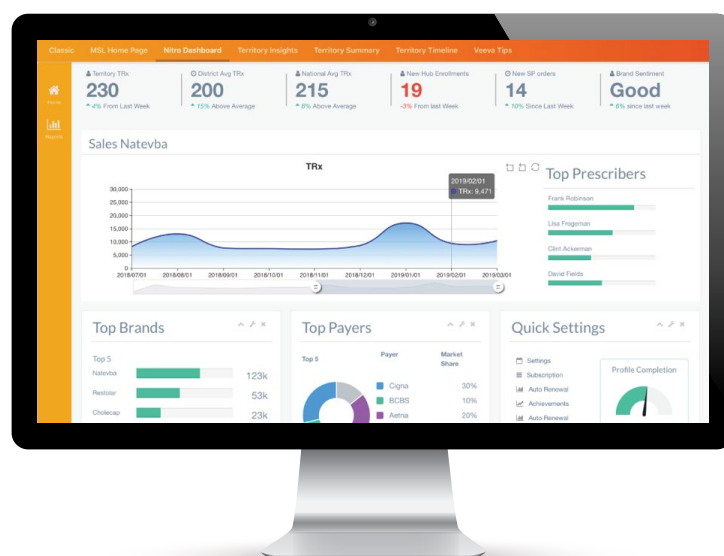 Classic MSL Home Page Nitro Dashboard Territory Insights Territory Summary Territory Timeline Veeva Tips
Home
Reports
Territory TRx
230
4% From Last Week
District Avg TRx
200
15% Above Average
National Avg TRx
215
6% Above Average
New Hub Enrollments
19
-3% From last Week
New SP orders
14
10% Since Last Week
Brand Sentiment
Good
8% since last week
Sales Natevba
TRx
2019/02/01
TRx: 9,471
30,000
25,000
20,000
15,000
10,000
5,000
0
2018/07/01 2018/08/01 2018/09/01 2018/10/01 2018/11/01 2018/12/01 2019/01/01 2019/02/01 2019/03/01
Top Prescribers
Frank Robinson
Lisa Frogeman
Clint Ackerman
David Fields
Top Brands
Top 5
Natevba 123k
Restolar 53k
Cholecap 23k
Top Payers
Top 5 Payer Market
Share
Cigna 30%
BCBS 10%
Aetna 20%
Quick Settings
Settings
Subscription
Auto Renewal
Achievements
Auto Renewal
Profile Completion